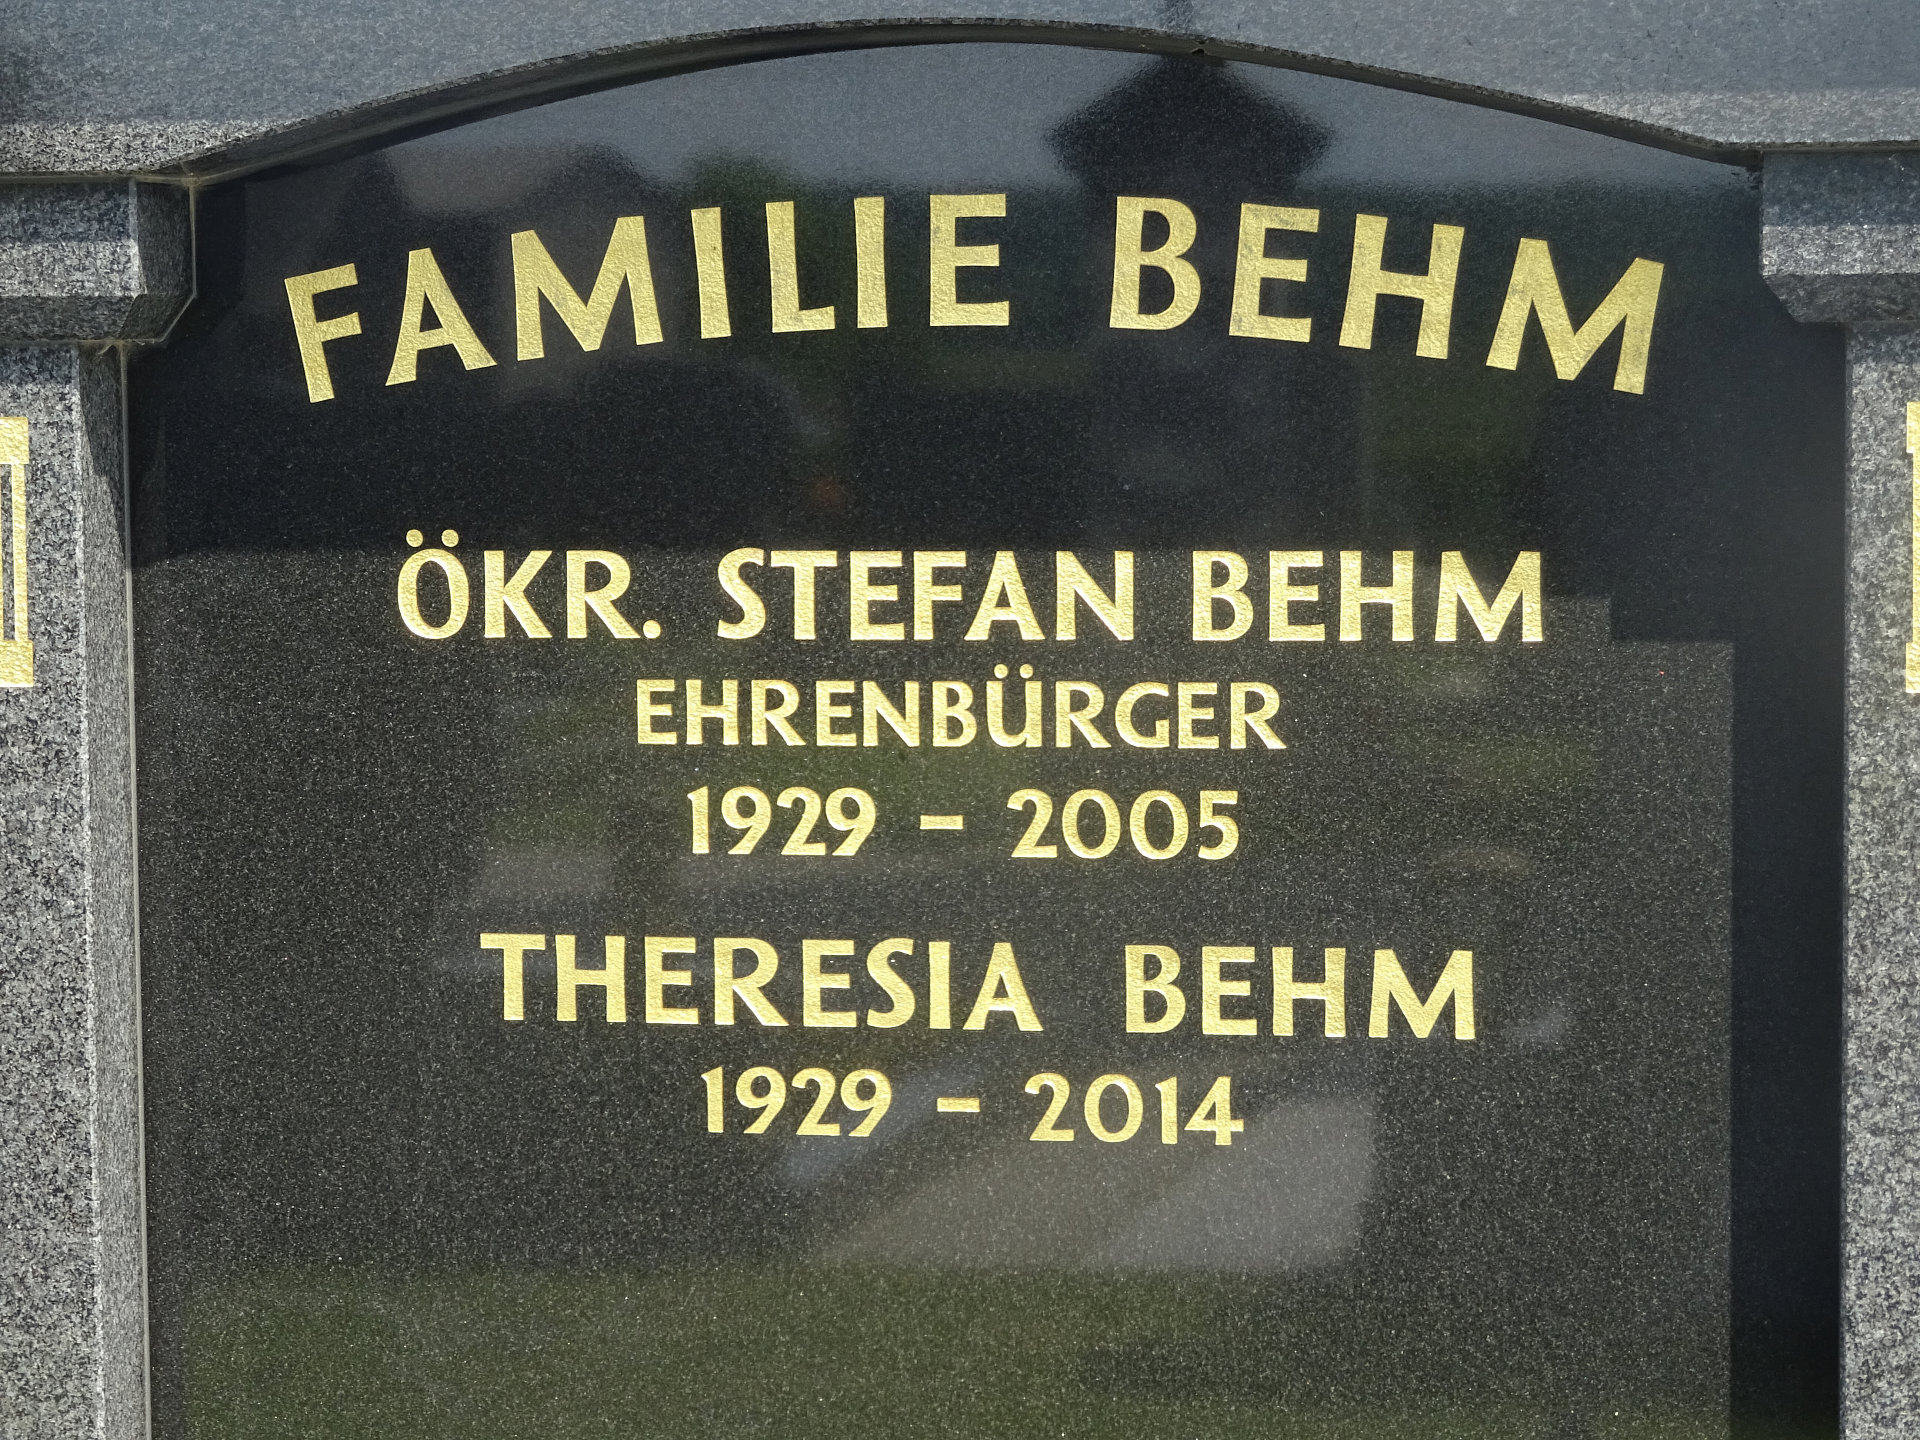 FAMILIE BEHM
ÖKR. STEFAN BEHM
EHRENBÜRGER
1929 - 2005
THERESIA BEHM
1929 - 2014